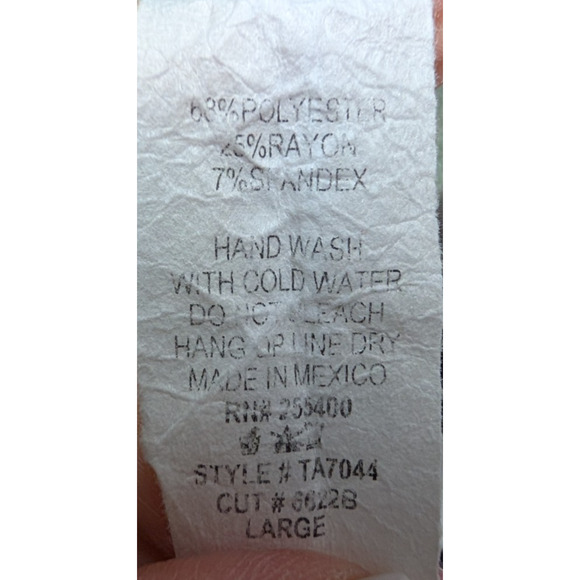 68%POLYESTER
25%RAYON
7%SPANDEX
HAND WASH
WITH COLD WATER
DO NOT BLEACH
HANG OR LINE DRY
MADE IN MEXICO
RN# 255400
STYLE # TA7044
CUT #
LARGE